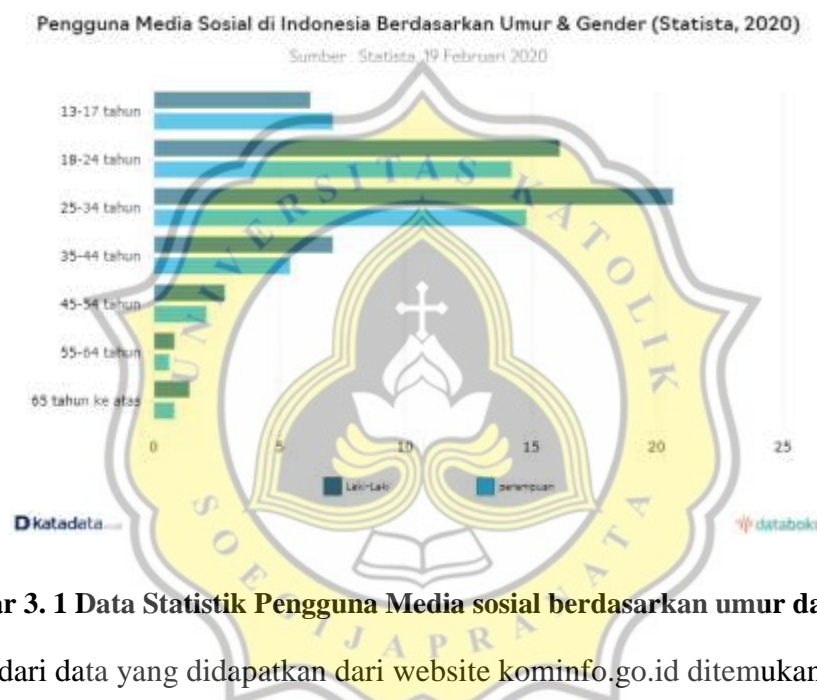 Pengguna Media Sosial di Indonesia Berdasarkan Umur & Gender (Statista, 2020)
Sumber : Statista, 19 Februari 2020
13-17 tahun
18-24 tahun
25-34 tahun
35-44 tahun
45-54 tahun
55-64 tahun
65 tahun ke atas
0 5 10 15 20 25
Laki-Laki perempuan
katadata databoks
UNIVERSITAS KATOLIK
SOEGIJAPRANATA
ar 3. 1 Data Statistik Pengguna Media sosial berdasarkan umur da
dari data yang didapatkan dari website kominfo.go.id ditemukan